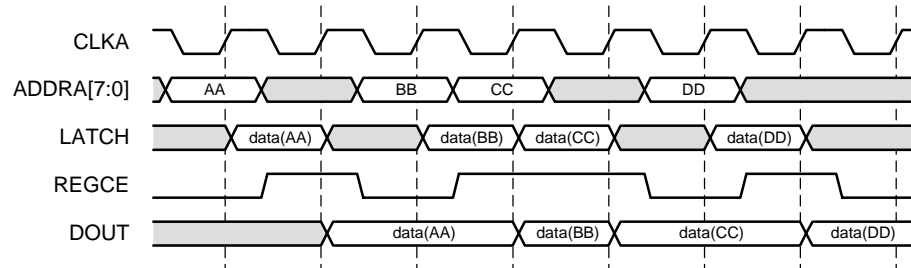 CLKA
ADDRA[7:0] AA BB CC DD
LATCH data(AA) data(BB) data(CC) data(DD)
REGCE
DOUT data(AA) data(BB) data(CC) data(DD)